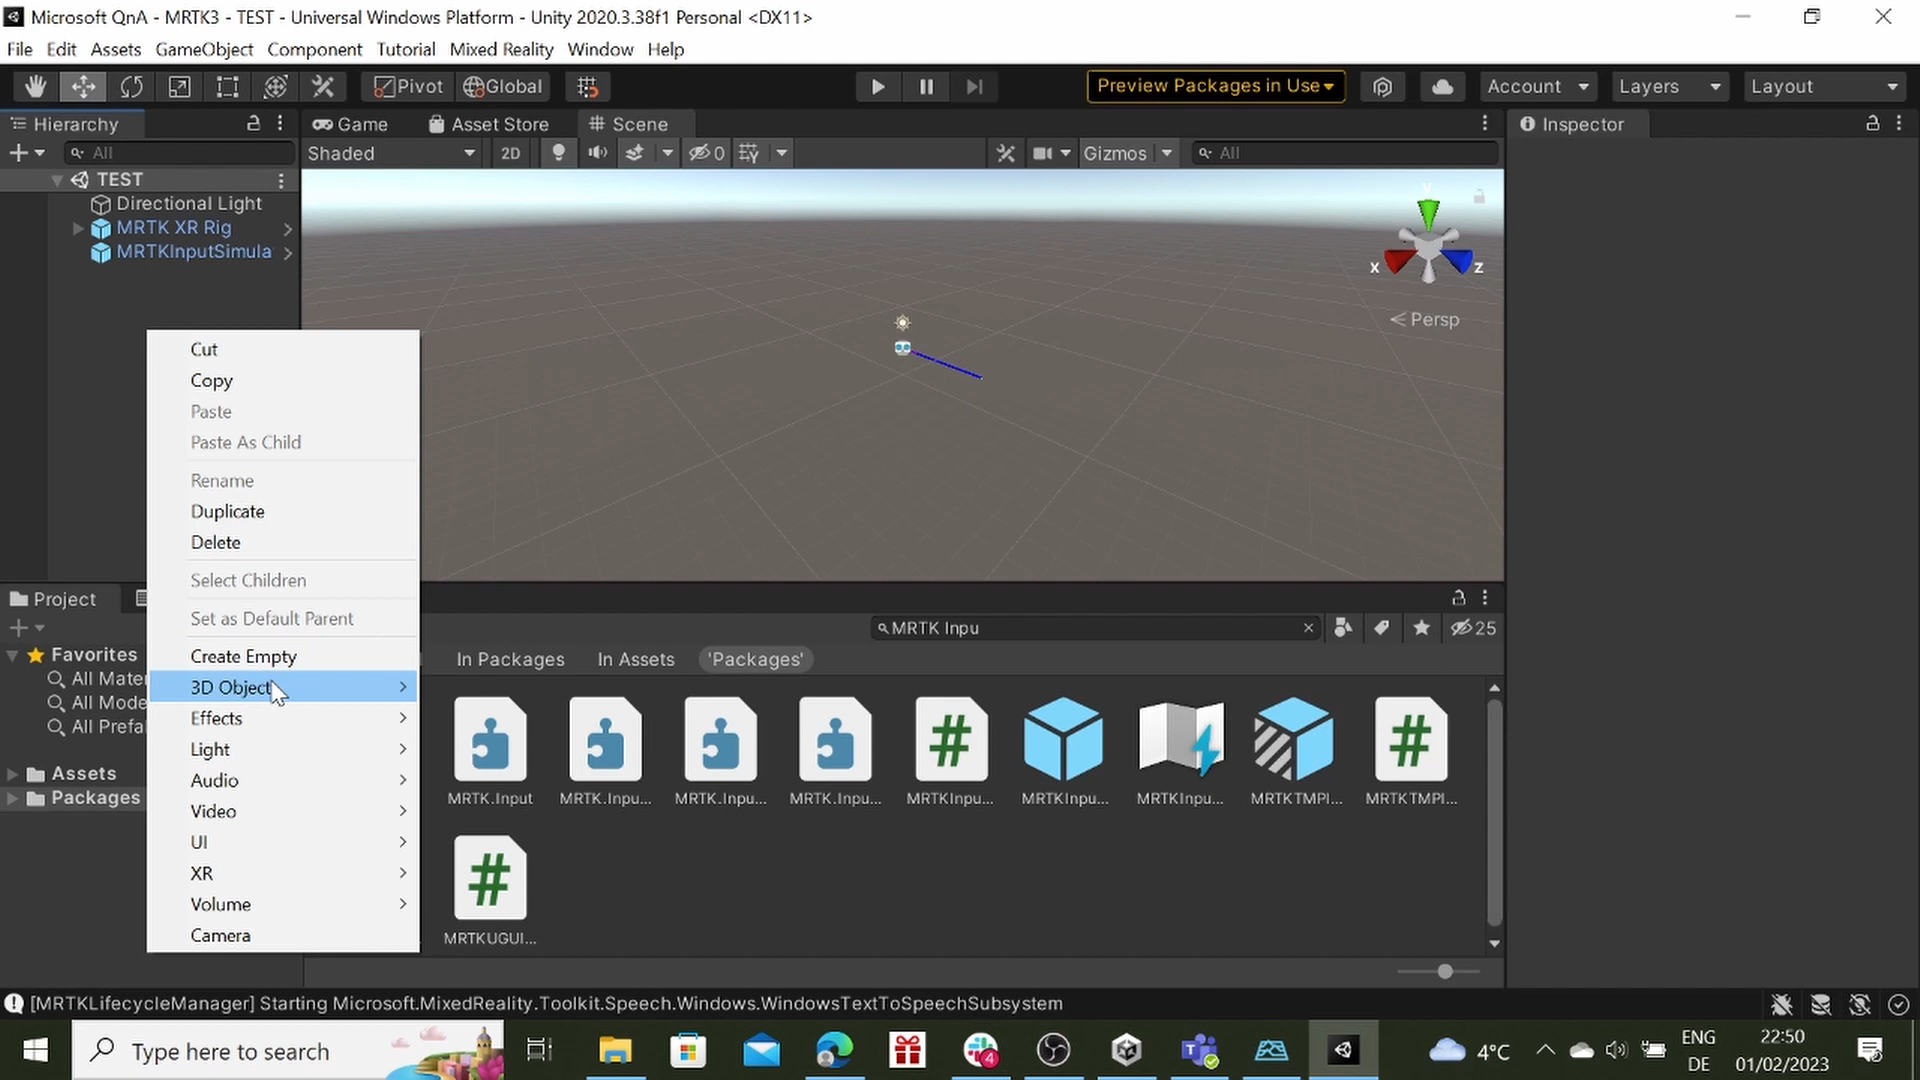 Microsoft QnA - MRTK3 - TEST - Universal Windows Platform - Unity 2020.3.38f1 Personal <DX11>
File Edit Assets GameObject Component Tutorial Mixed Reality Window Help
Pivot Global Preview Packages in Use Account Layers Layout
Hierarchy Game Asset Store Scene Inspector
All Shaded 2D 0 Gizmos All
TEST
Directional Light
MRTK XR Rig
MRTKInputSimula
y
x z
Persp
Cut
Copy
Paste
Paste As Child
Rename
Duplicate
Delete
Select Children
Set as Default Parent
Create Empty
3D Object
Effects
Light
Audio
Video
UI
XR
Volume
Camera
Project
MRTK Inpu 25
Favorites In Packages In Assets 'Packages'
All Mate
All Mode
All Prefa
Assets
Packages
MRTK.Input MRTK.Inpu... MRTK.Inpu... MRTK.Inpu... MRTKInpu... MRTKInpu... MRTKInpu... MRTKTMPI... MRTKTMPI...
MRTKUGUI...
[MRTKLifecycleManager] Starting Microsoft.MixedReality.Toolkit.Speech.Windows.WindowsTextToSpeechSubsystem
Type here to search 4 4°C ENG 22:50
DE 01/02/2023